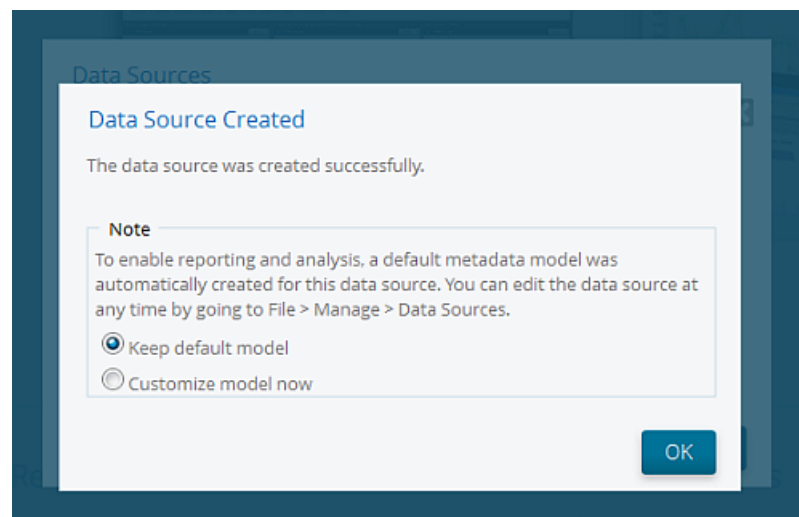 Data Sources
Data Source Created
The data source was created successfully.
Note
To enable reporting and analysis, a default metadata model was
automatically created for this data source. You can edit the data source at
any time by going to File > Manage > Data Sources.
Keep default model
Customize model now
OK